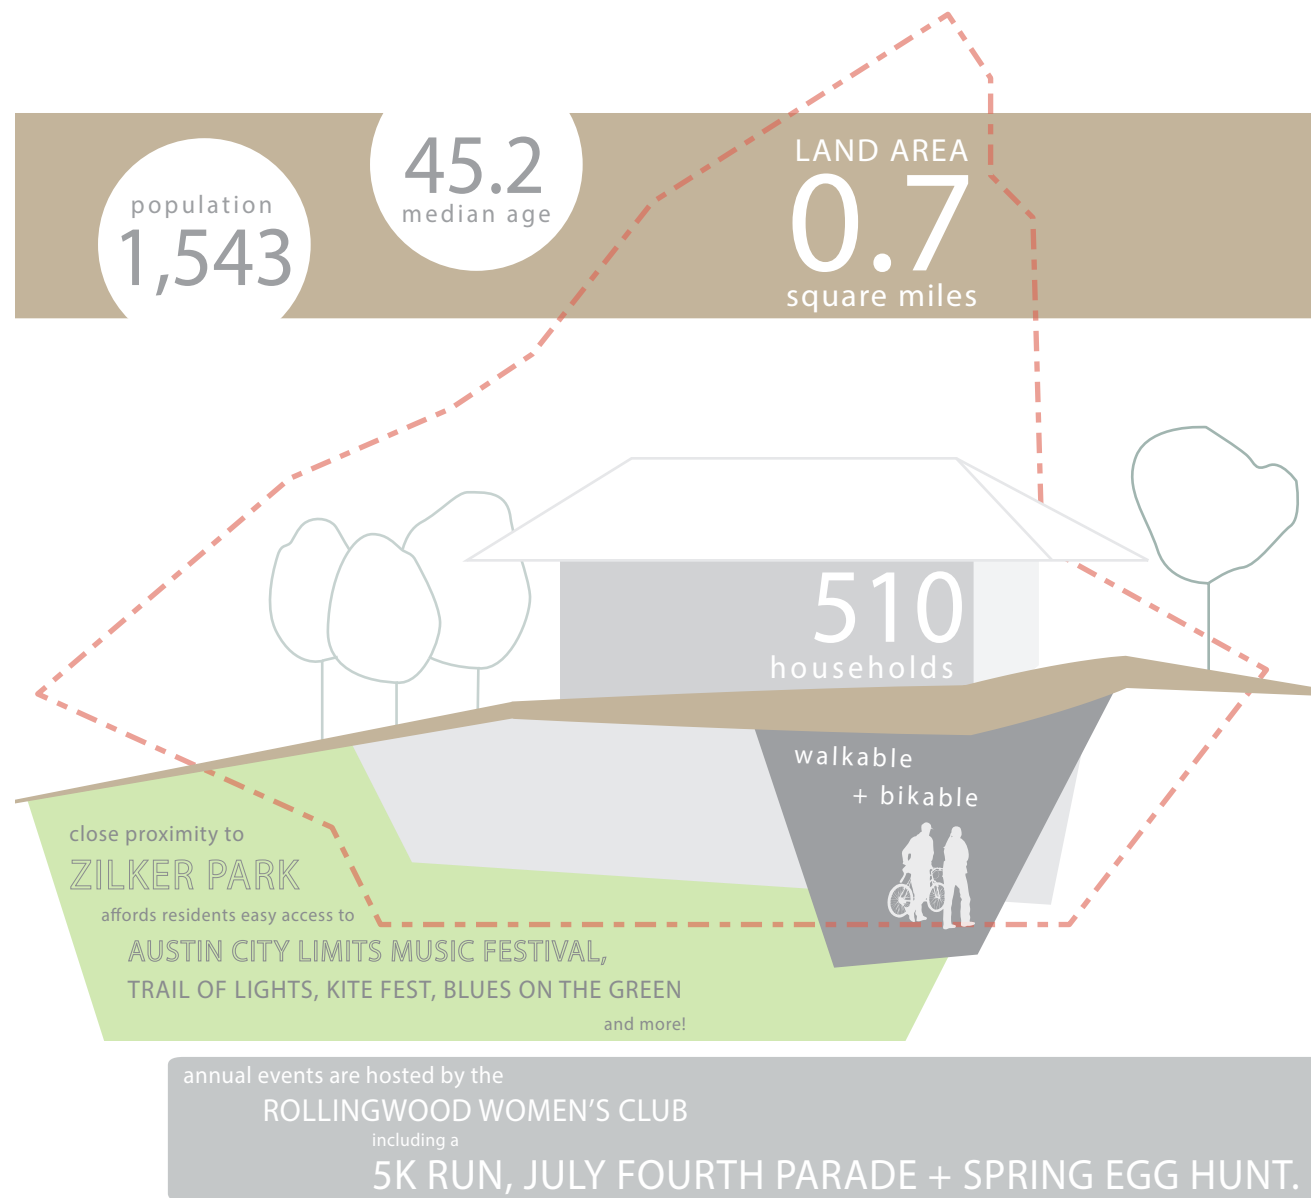 population
1,543
45.2
median age
LAND AREA
0.7
square miles
510
households
walkable
+ bikable
close proximity to
ZILKER PARK
affords residents easy access to
AUSTIN CITY LIMITS MUSIC FESTIVAL,
TRAIL OF LIGHTS, KITE FEST, BLUES ON THE GREEN
and more!
annual events are hosted by the
ROLLINGWOOD WOMEN'S CLUB
including a
5K RUN, JULY FOURTH PARADE + SPRING EGG HUNT.